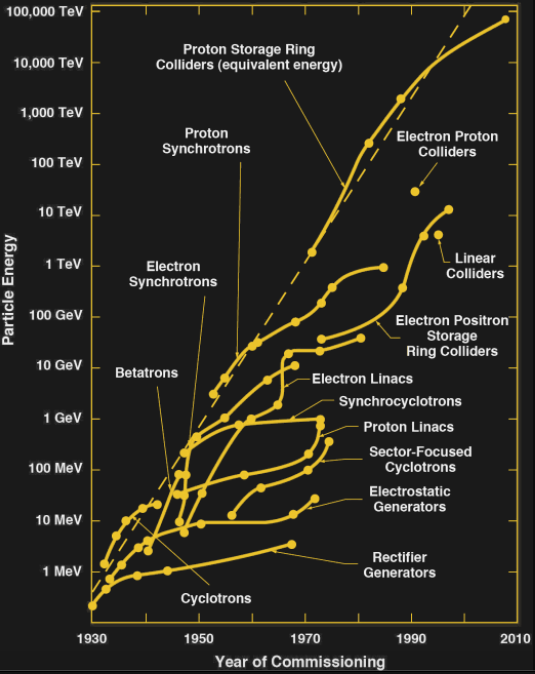 100,000 TeV
10,000 TeV
1,000 TeV
100 TeV
10 TeV
1 TeV
100 GeV
10 GeV
1 GeV
100 MeV
10 MeV
1 MeV
Particle Energy
Proton Storage Ring
Colliders (equivalent energy)
Proton
Synchrotrons
Electron Proton
Colliders
Electron
Synchrotrons
Linear
Colliders
Electron Positron
Storage
Ring Colliders
Betatrons
Electron Linacs
Synchrocyclotrons
Proton Linacs
Sector-Focused
Cyclotrons
Electrostatic
Generators
Rectifier
Generators
Cyclotrons
1930
1950
1970
1990
2010
Year of Commissioning